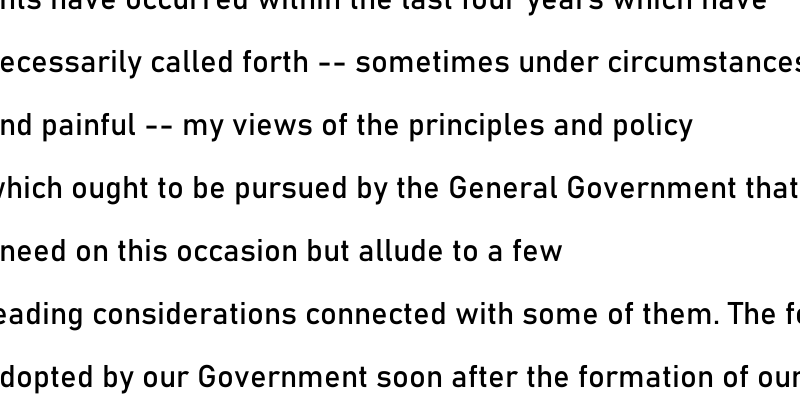 nts have occurred within the last four years which have
ecessarily called forth -- sometimes under circumstances
nd painful -- my views of the principles and policy
which ought to be pursued by the General Government that
need on this occasion but allude to a few
eading considerations connected with some of them. The fo
dopted by our Government soon after the formation of our